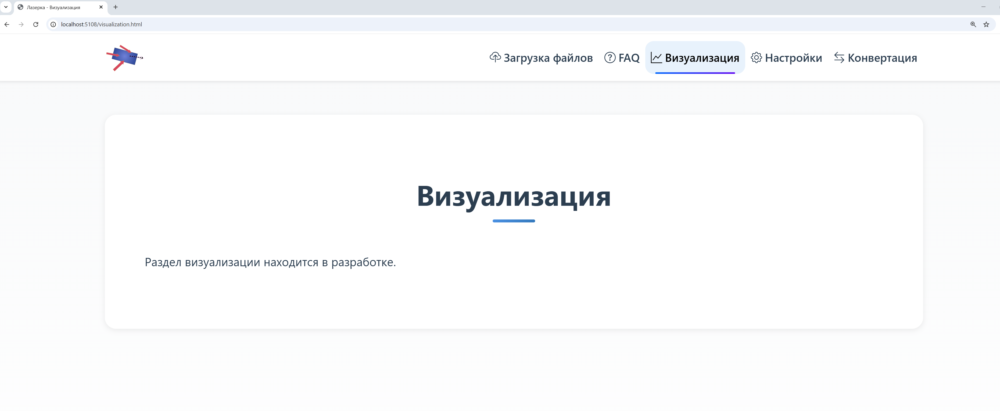 Лазерка - Визуализация
localhost:5108/visualization.html
Загрузка файлов FAQ Визуализация Настройки Конвертация
Визуализация
Раздел визуализации находится в разработке.